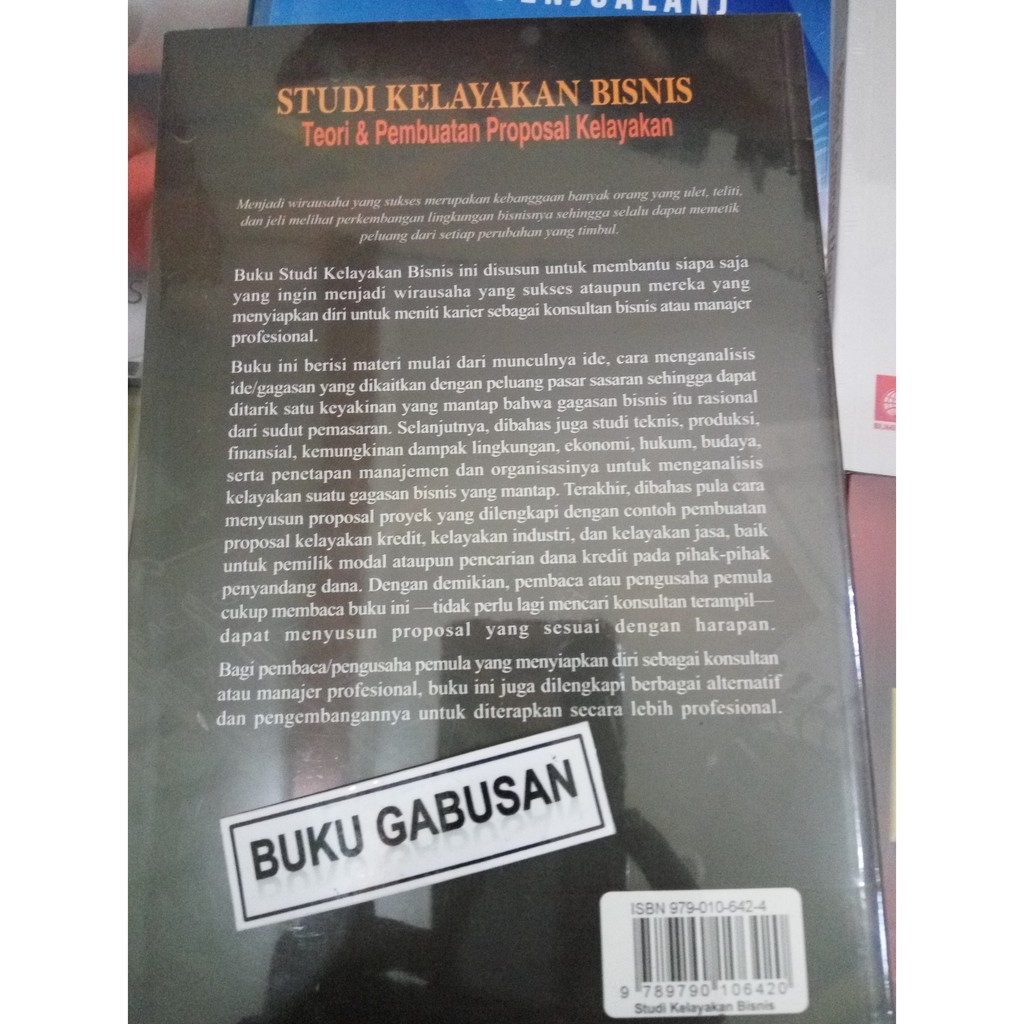 STUDI KELAYAKAN BISNIS
Teori & Pembuatan Proposal Kelayakan
Menjadi wirausaha yang sukses merupakan kebanggaan banyak orang yang ulet, teliti,
dan jeli melihat perkembangan lingkungan bisnisnya sehingga selalu dapat memetik
peluang dari setiap perubahan yang timbul.
Buku Studi Kelayakan Bisnis ini disusun untuk membantu siapa saja
yang ingin menjadi wirausaha yang sukses ataupun mereka yang
menyiapkan diri untuk meniti karier sebagai konsultan bisnis atau manajer
profesional.
Buku ini berisi materi mulai dari munculnya ide, cara menganalisis
ide/gagasan yang dikaitkan dengan peluang pasar sasaran sehingga dapat
ditarik satu keyakinan yang mantap bahwa gagasan bisnis itu rasional
dari sudut pemasaran. Selanjutnya, dibahas juga studi teknis, produksi,
finansial, kemungkinan dampak lingkungan, ekonomi, hukum, budaya,
serta penetapan manajemen dan organisasinya untuk menganalisis
kelayakan suatu gagasan bisnis yang mantap. Terakhir, dibahas pula cara
menyusun proposal proyek yang dilengkapi dengan contoh pembuatan
proposal kelayakan kredit, kelayakan industri, dan kelayakan jasa, baik
untuk pemilik modal ataupun pencarian dana kredit pada pihak-pihak
penyandang dana. Dengan demikian, pembaca atau pengusaha pemula
cukup membaca buku ini —tidak perlu lagi mencari konsultan terampil—
dapat menyusun proposal yang sesuai dengan harapan.
Bagi pembaca/pengusaha pemula yang menyiapkan diri sebagai konsultan
atau manajer profesional, buku ini juga dilengkapi berbagai alternatif
dan pengembangannya untuk diterapkan secara lebih profesional.
BUKU GABUSAN
ISBN 979-010-642-4
9 789790 106420
Studi Kelayakan Bisnis